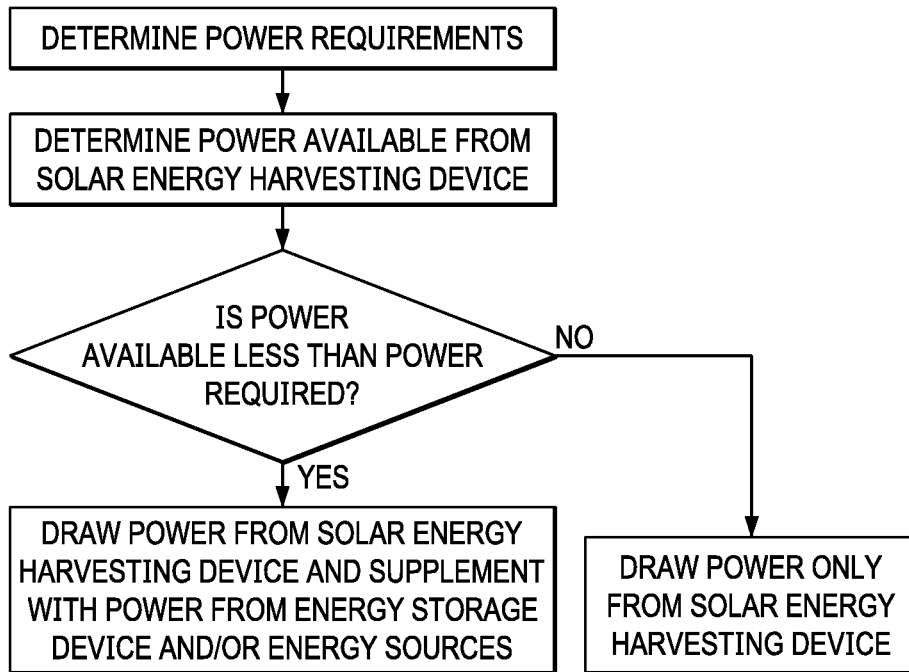 DETERMINE POWER REQUIREMENTS
DETERMINE POWER AVAILABLE FROM
SOLAR ENERGY HARVESTING DEVICE
IS POWER
AVAILABLE LESS THAN POWER
REQUIRED?
NO
YES
DRAW POWER FROM SOLAR ENERGY
HARVESTING DEVICE AND SUPPLEMENT
WITH POWER FROM ENERGY STORAGE
DEVICE AND/OR ENERGY SOURCES
DRAW POWER ONLY
FROM SOLAR ENERGY
HARVESTING DEVICE